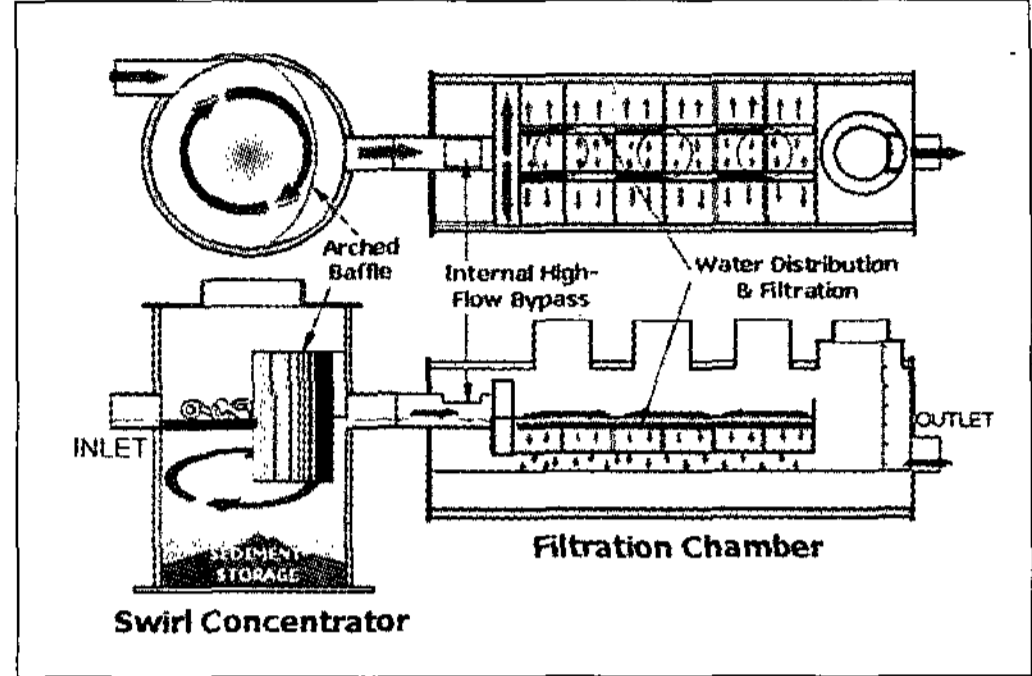 Arched
Baffle
Internal High-
Flow Bypass
Water Distribution
& Filtration
INLET
OUTLET
SEDIMENT
STORAGE
Filtration Chamber
Swirl Concentrator